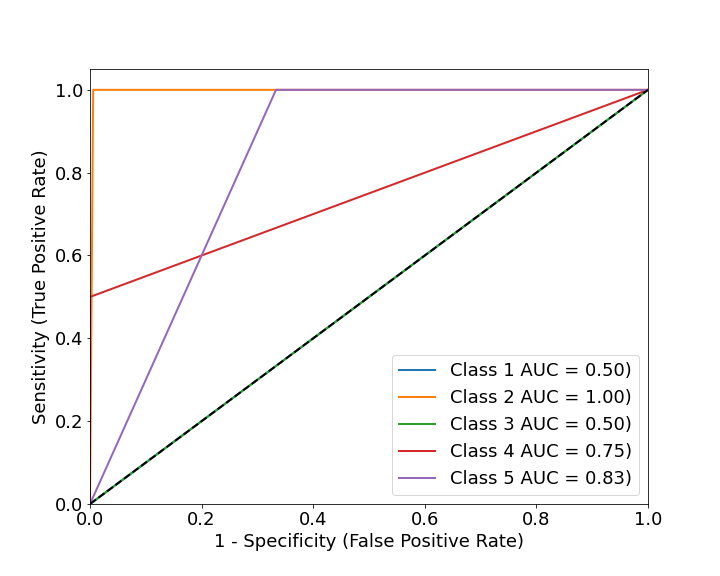 Sensitivity (True Positive Rate)
1.0
0.8
0.6
0.4
0.2
0.0
Class 1 AUC = 0.50)
Class 2 AUC = 1.00)
Class 3 AUC = 0.50)
Class 4 AUC = 0.75)
Class 5 AUC = 0.83)
0.0 0.2 0.4 0.6 0.8 1.0
1 - Specificity (False Positive Rate)